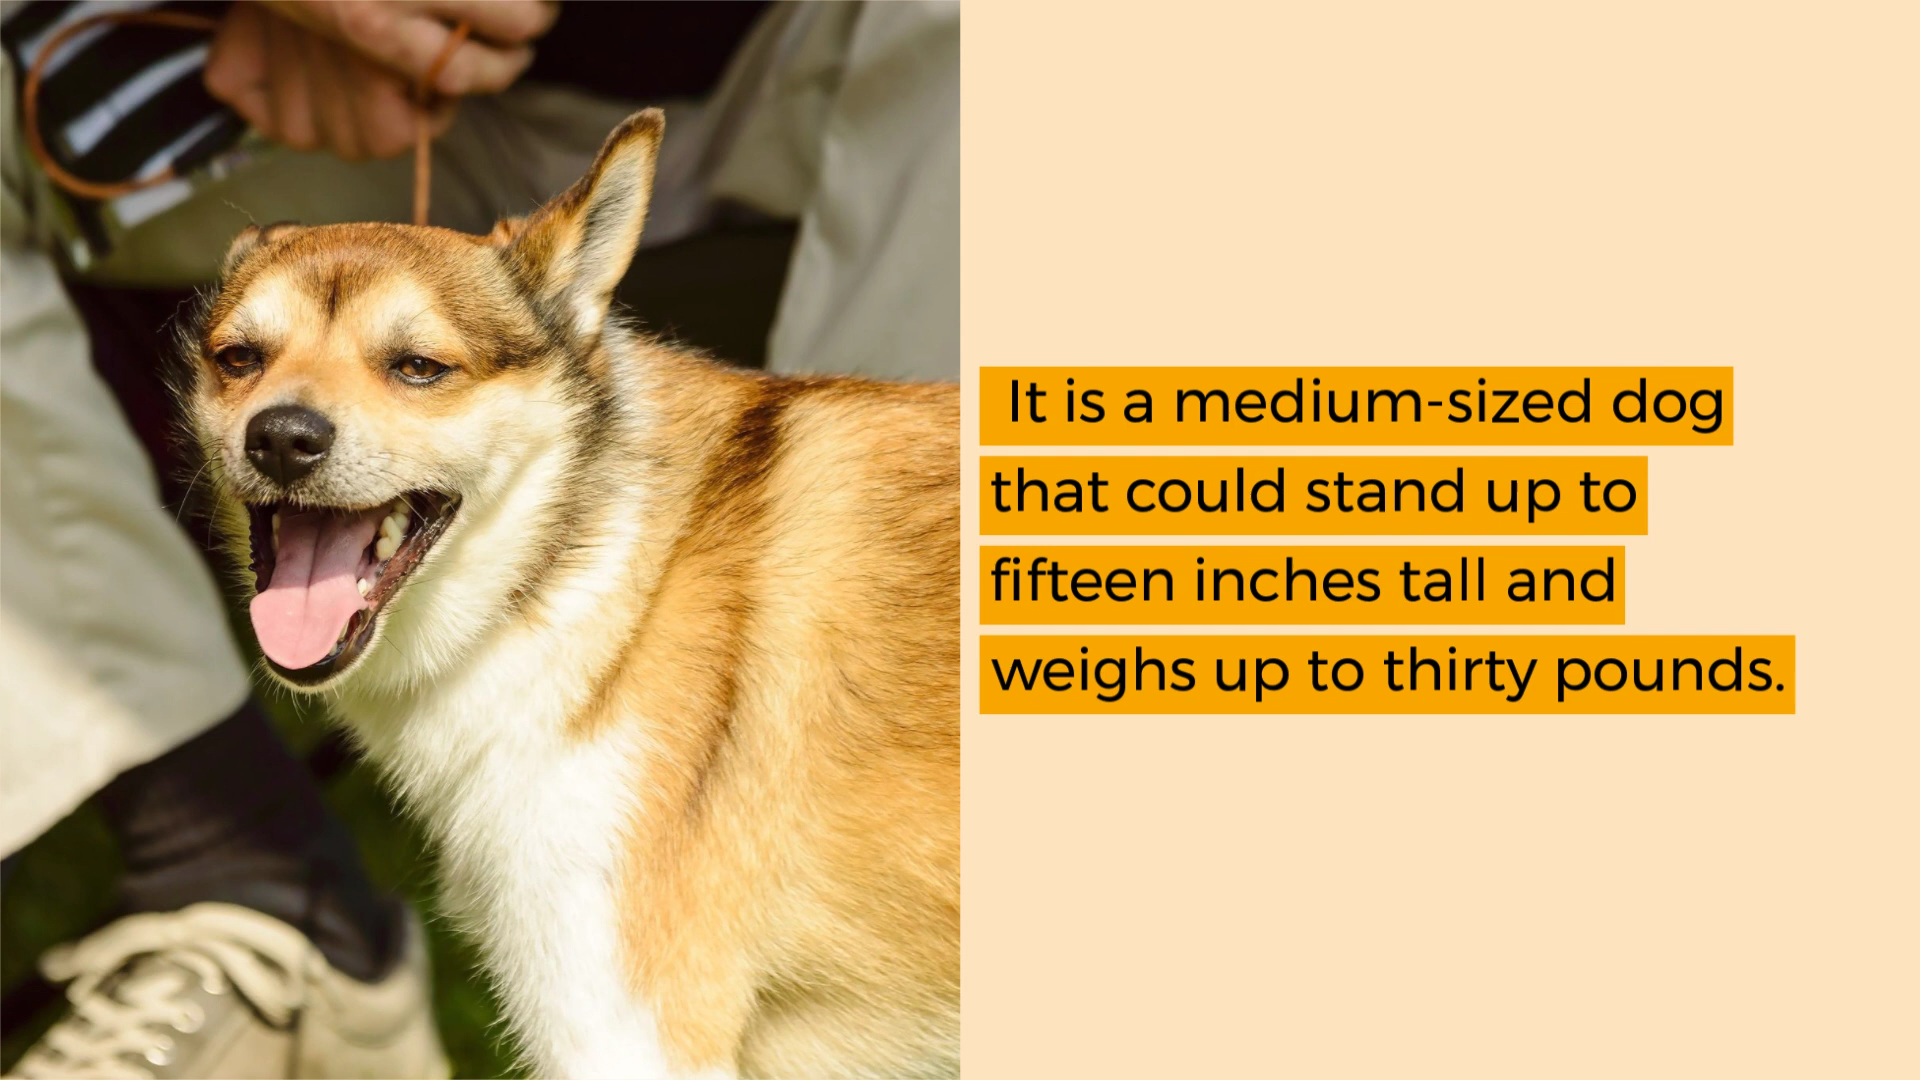 It is a medium-sized dog
that could stand up to
fifteen inches tall and
weighs up to thirty pounds.